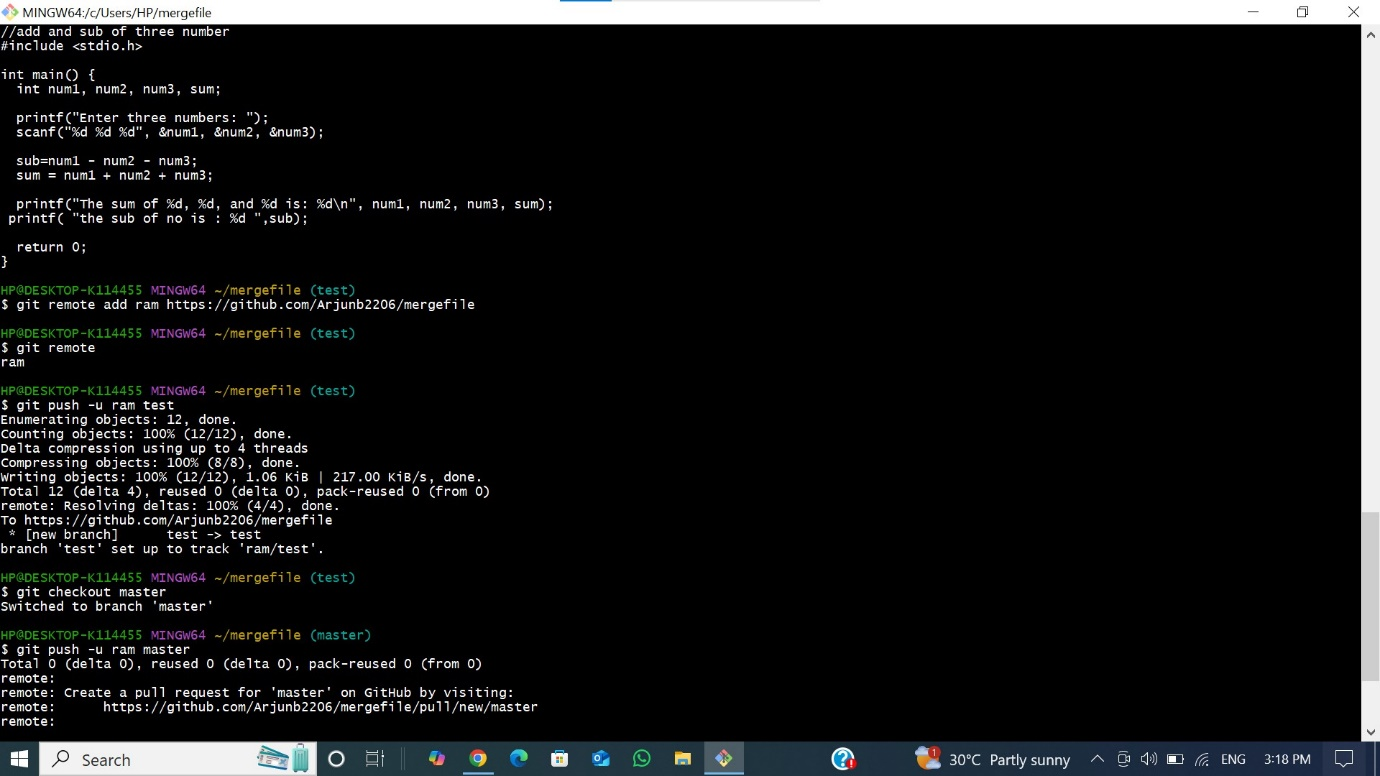 MINGW64:/c/Users/HP/mergefile
//add and sub of three number
#include <stdio.h>
int main() {
  int num1, num2, num3, sum;
  printf("Enter three numbers: ");
  scanf("%d %d %d", &num1, &num2, &num3);
  sub=num1 - num2 - num3;
  sum = num1 + num2 + num3;
  printf("The sum of %d, %d, and %d is: %d\n", num1, num2, num3, sum);
 printf( "the sub of no is : %d ",sub);
  return 0;
}
HP@DESKTOP-K114455 MINGW64 ~/mergefile (test)
$ git remote add ram https://github.com/Arjunb2206/mergefile
HP@DESKTOP-K114455 MINGW64 ~/mergefile (test)
$ git remote
ram
HP@DESKTOP-K114455 MINGW64 ~/mergefile (test)
$ git push -u ram test
Enumerating objects: 12, done.
Counting objects: 100% (12/12), done.
Delta compression using up to 4 threads
Compressing objects: 100% (8/8), done.
Writing objects: 100% (12/12), 1.06 KiB | 217.00 KiB/s, done.
Total 12 (delta 4), reused 0 (delta 0), pack-reused 0 (from 0)
remote: Resolving deltas: 100% (4/4), done.
To https://github.com/Arjunb2206/mergefile
 * [new branch]      test -> test
branch 'test' set up to track 'ram/test'.
HP@DESKTOP-K114455 MINGW64 ~/mergefile (test)
$ git checkout master
Switched to branch 'master'
HP@DESKTOP-K114455 MINGW64 ~/mergefile (master)
$ git push -u ram master
Total 0 (delta 0), reused 0 (delta 0), pack-reused 0 (from 0)
remote:
remote: Create a pull request for 'master' on GitHub by visiting:
remote:      https://github.com/Arjunb2206/mergefile/pull/new/master
remote:
Search
1
30°C Partly sunny
ENG
3:18 PM